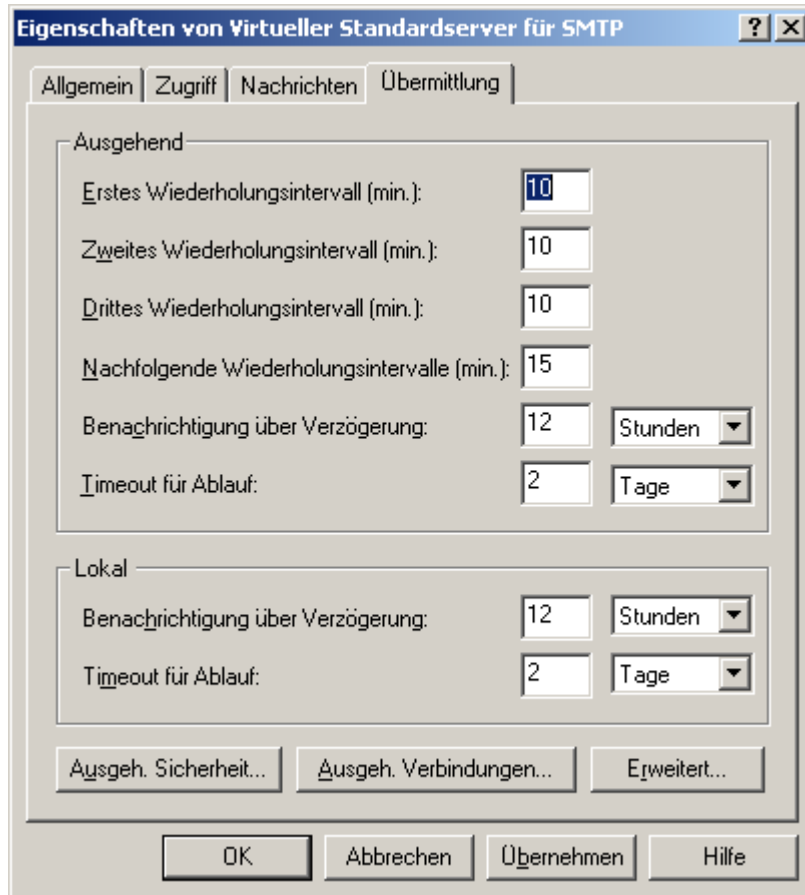 Eigenschaften von Virtueller Standardserver für SMTP
Allgemein Zugriff Nachrichten Übermittlung
Ausgehend
Erstes Wiederholungsintervall (min.): 10
Zweites Wiederholungsintervall (min.): 10
Drittes Wiederholungsintervall (min.): 10
Nachfolgende Wiederholungsintervalle (min.): 15
Benachrichtigung über Verzögerung: 12 Stunden
Timeout für Ablauf: 2 Tage
Lokal
Benachrichtigung über Verzögerung: 12 Stunden
Timeout für Ablauf: 2 Tage
Ausgeh. Sicherheit... Ausgeh. Verbindungen... Erweitert...
OK Abbrechen Übernehmen Hilfe